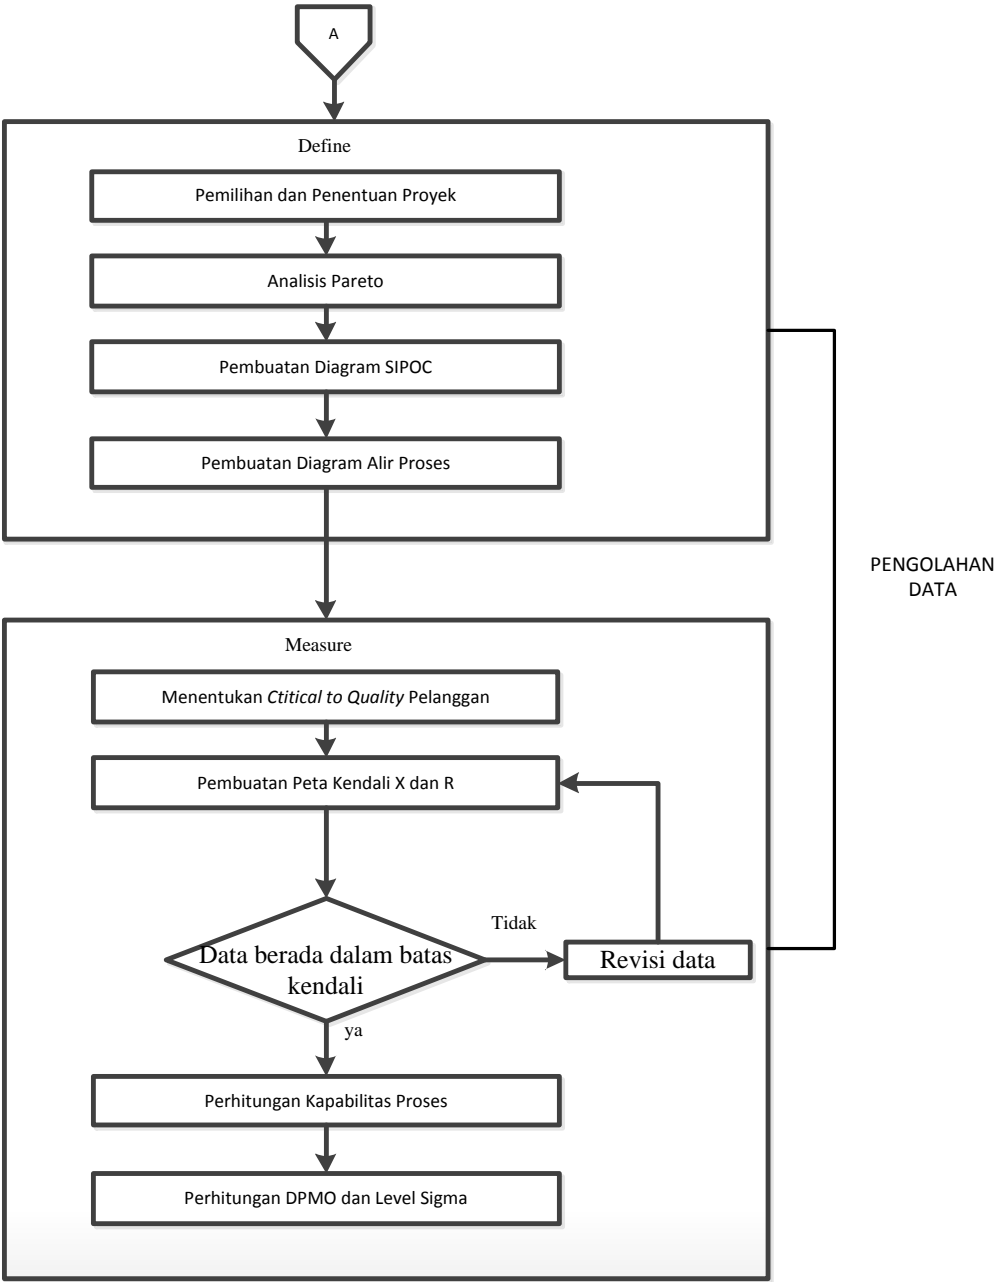 A
Define
Pemilihan dan Penentuan Proyek
Analisis Pareto
Pembuatan Diagram SIPOC
Pembuatan Diagram Alir Proses
PENGOLAHAN
DATA
Measure
Menentukan Ctitical to Quality Pelanggan
Pembuatan Peta Kendali X dan R
Tidak
Data berada dalam batas
kendali
Revisi data
ya
Perhitungan Kapabilitas Proses
Perhitungan DPMO dan Level Sigma